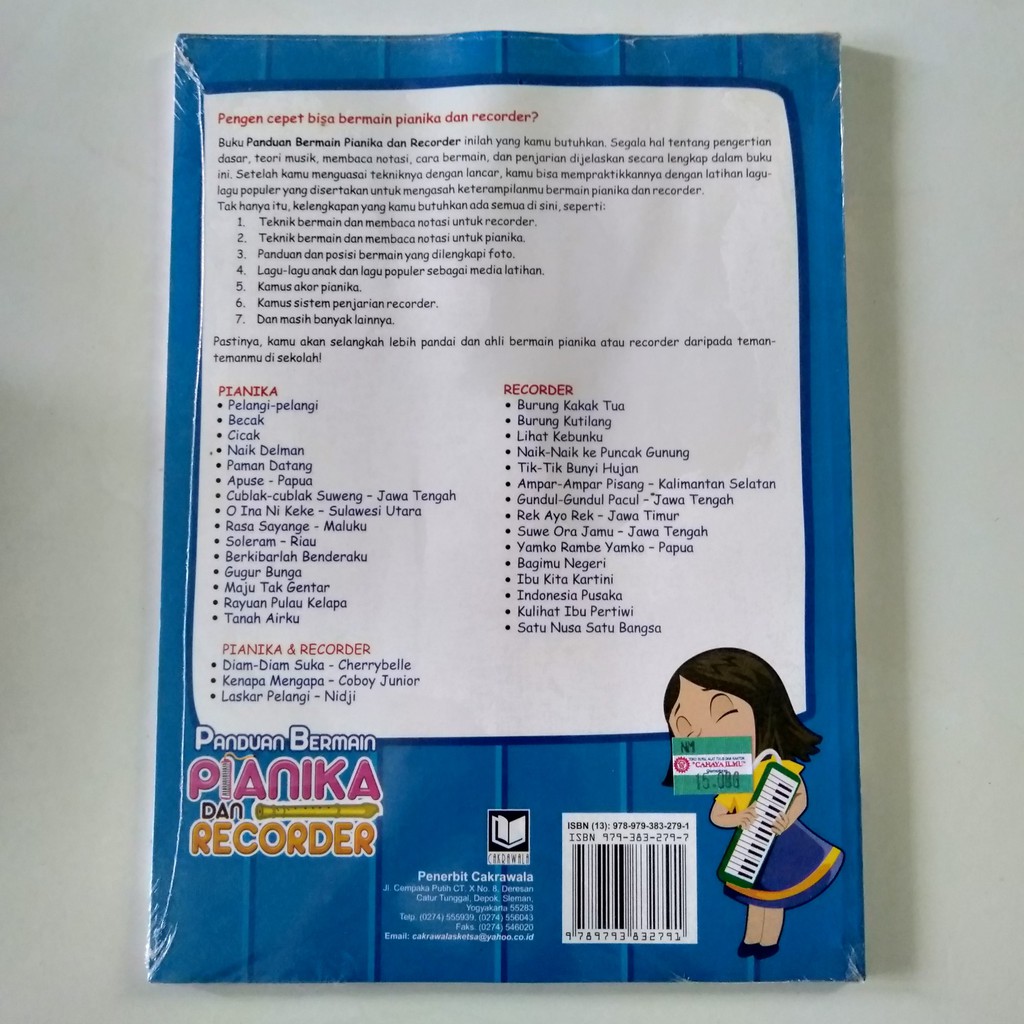 Pengen cepet bisa bermain pianika dan recorder?
Buku Panduan Bermain Pianika dan Recorder inilah yang kamu butuhkan. Segala hal tentang pengertian
dasar, teori musik, membaca notasi, cara bermain, dan penjarian dijelaskan secara lengkap dalam buku
ini. Setelah kamu menguasai tekniknya dengan lancar, kamu bisa mempraktikkannya dengan latihan lagu-
lagu populer yang disertakan untuk mengasah keterampilanmu bermain pianika dan recorder.
Tak hanya itu, kelengkapan yang kamu butuhkan ada semua di sini, seperti:
1. Teknik bermain dan membaca notasi untuk recorder.
2. Teknik bermain dan membaca notasi untuk pianika.
3. Panduan dan posisi bermain yang dilengkapi foto.
4. Lagu-lagu anak dan lagu populer sebagai media latihan.
5. Kamus akor pianika.
6. Kamus sistem penjarian recorder.
7. Dan masih banyak lainnya.
Pastinya, kamu akan selangkah lebih pandai dan ahli bermain pianika atau recorder daripada teman-
temanmu di sekolah!
PIANIKA
• Pelangi-pelangi
• Becak
• Cicak
• Naik Delman
• Paman Datang
• Apuse - Papua
• Cublak-cublak Suweng – Jawa Tengah
• O Ina Ni Keke – Sulawesi Utara
• Rasa Sayange - Maluku
• Soleram – Riau
• Berkibarlah Benderaku
• Gugur Bunga
• Maju Tak Gentar
• Rayuan Pulau Kelapa
• Tanah Airku
RECORDER
• Burung Kakak Tua
• Burung Kutilang
• Lihat Kebunku
• Naik-Naik ke Puncak Gunung
• Tik-Tik Bunyi Hujan
• Ampar-Ampar Pisang – Kalimantan Selatan
• Gundul-Gundul Pacul – Jawa Tengah
• Rek Ayo Rek – Jawa Timur
• Suwe Ora Jamu – Jawa Tengah
• Yamko Rambe Yamko – Papua
• Bagimu Negeri
• Ibu Kita Kartini
• Indonesia Pusaka
• Kulihat Ibu Pertiwi
• Satu Nusa Satu Bangsa
PIANIKA & RECORDER
• Diam-Diam Suka - Cherrybelle
• Kenapa Mengapa - Coboy Junior
• Laskar Pelangi – Nidji
PANDUAN BERMAIN
PIANIKA
DAN
RECORDER
CAKRAWALA
Penerbit Cakrawala
Jl. Cempaka Putih CT. X No. 8, Deresan
Catur Tunggal, Depok, Sleman,
Yogyakarta 55283
Telp. (0274) 555939, (0274) 556043
Faks. (0274) 546020
Email: cakrawalasketsa@yahoo.co.id
NM
"CAHAYA ILMU"
15.000
ISBN (13): 978-979-383-279-1
ISBN 979-383-279-7
9 789793 832791